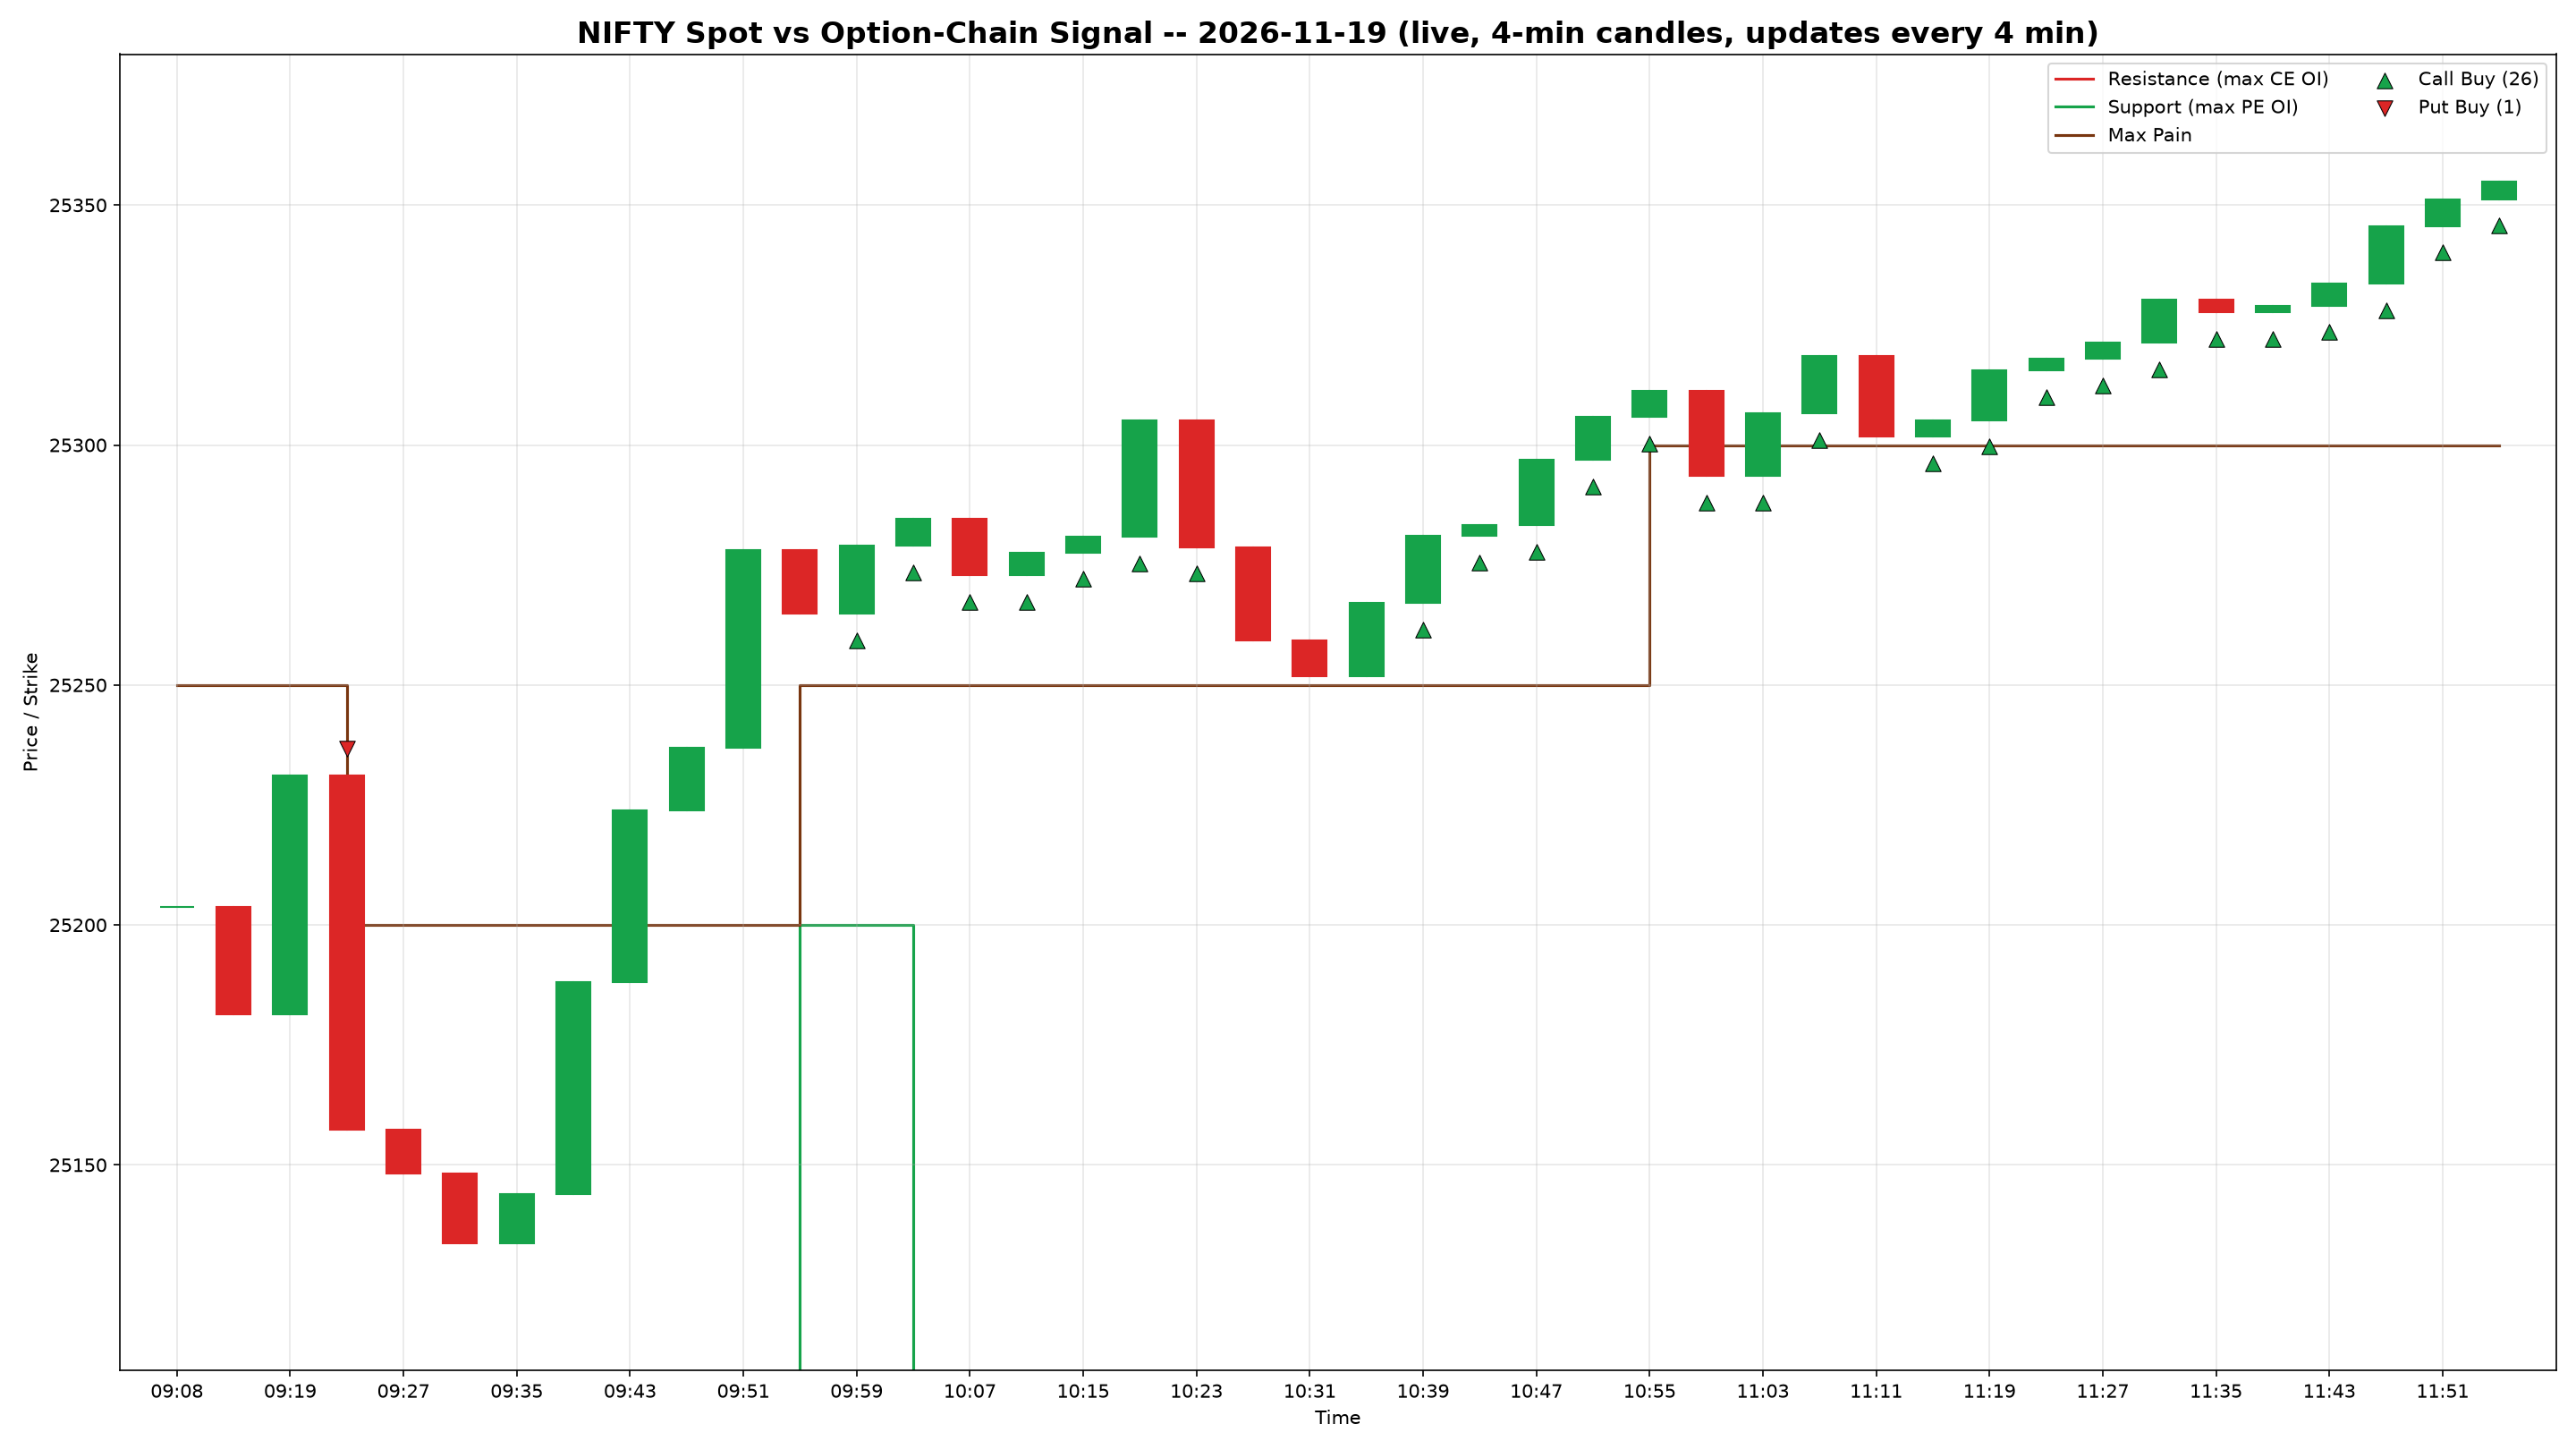 NIFTY Spot vs Option-Chain Signal -- 2026-11-19 (live, 4-min candles, updates every 4 min)
Resistance (max CE OI)
Support (max PE OI)
Max Pain
Call Buy (26)
Put Buy (1)
Price / Strike
25350
25300
25250
25200
25150
09:08 09:19 09:27 09:35 09:43 09:51 09:59 10:07 10:15 10:23 10:31 10:39 10:47 10:55 11:03 11:11 11:19 11:27 11:35 11:43 11:51
Time